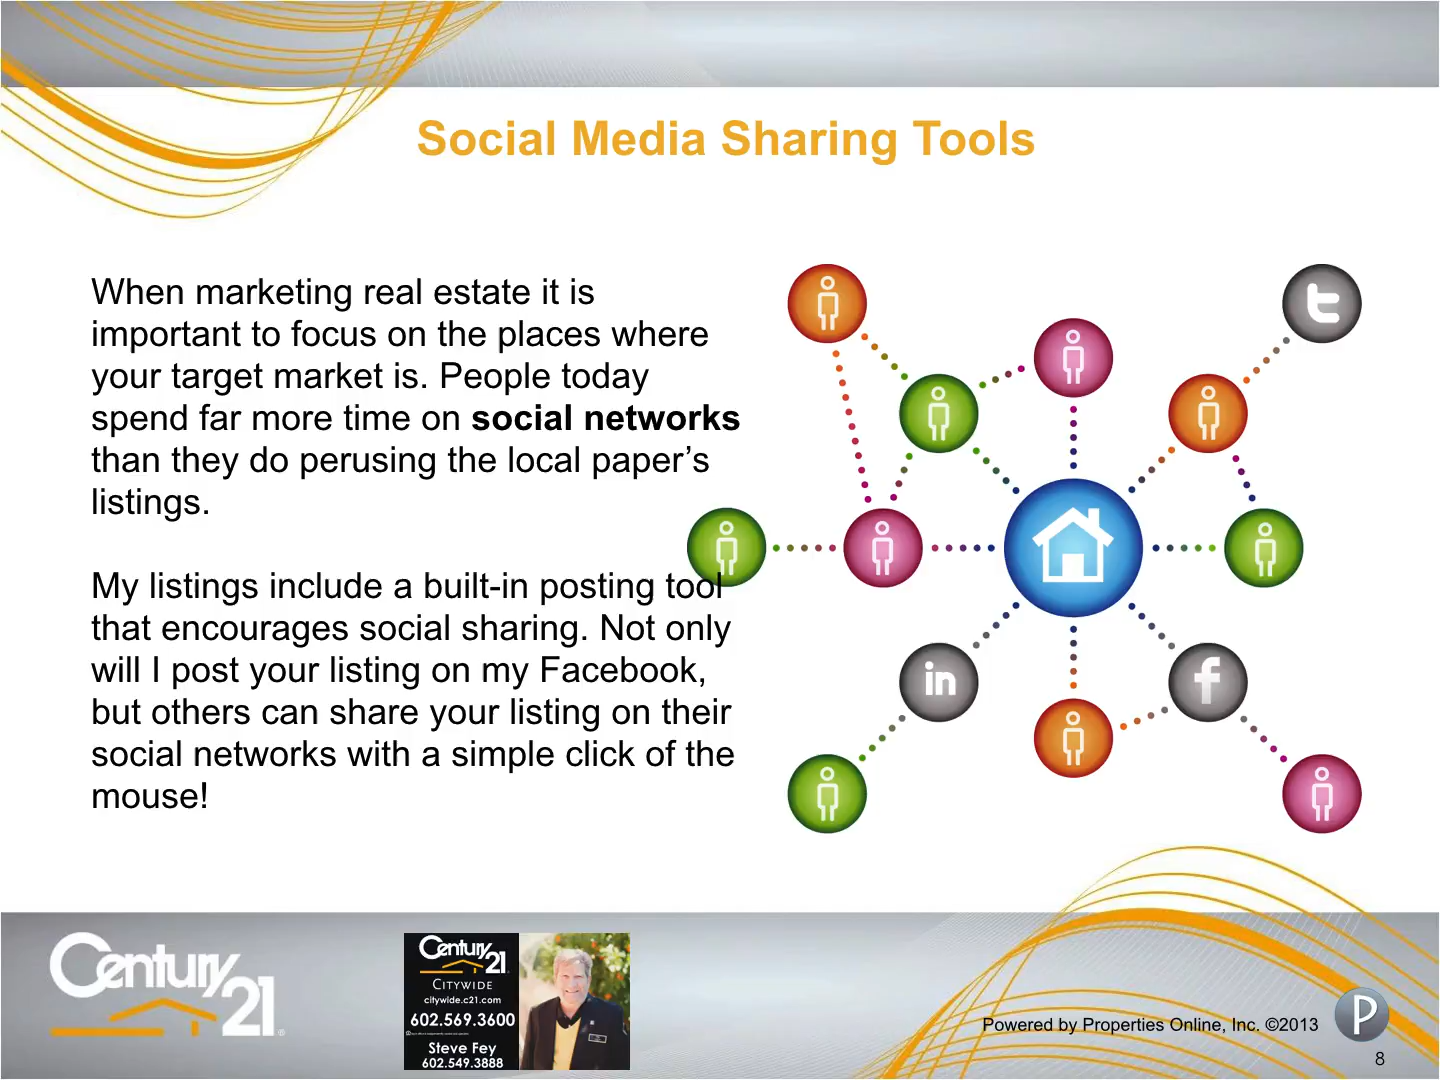 Social Media Sharing Tools
When marketing real estate it is
important to focus on the places where
your target market is. People today
spend far more time on social networks
than they do perusing the local paper’s
listings.
My listings include a built-in posting tool
that encourages social sharing. Not only
will I post your listing on my Facebook,
but others can share your listing on their
social networks with a simple click of the
mouse!
t
in
f
Century
21
Century
21
CITYWIDE
citywide.c21.com
602.569.3600
Steve Fey
602.549.3888
Powered by Properties Online, Inc. ©2013
P
8